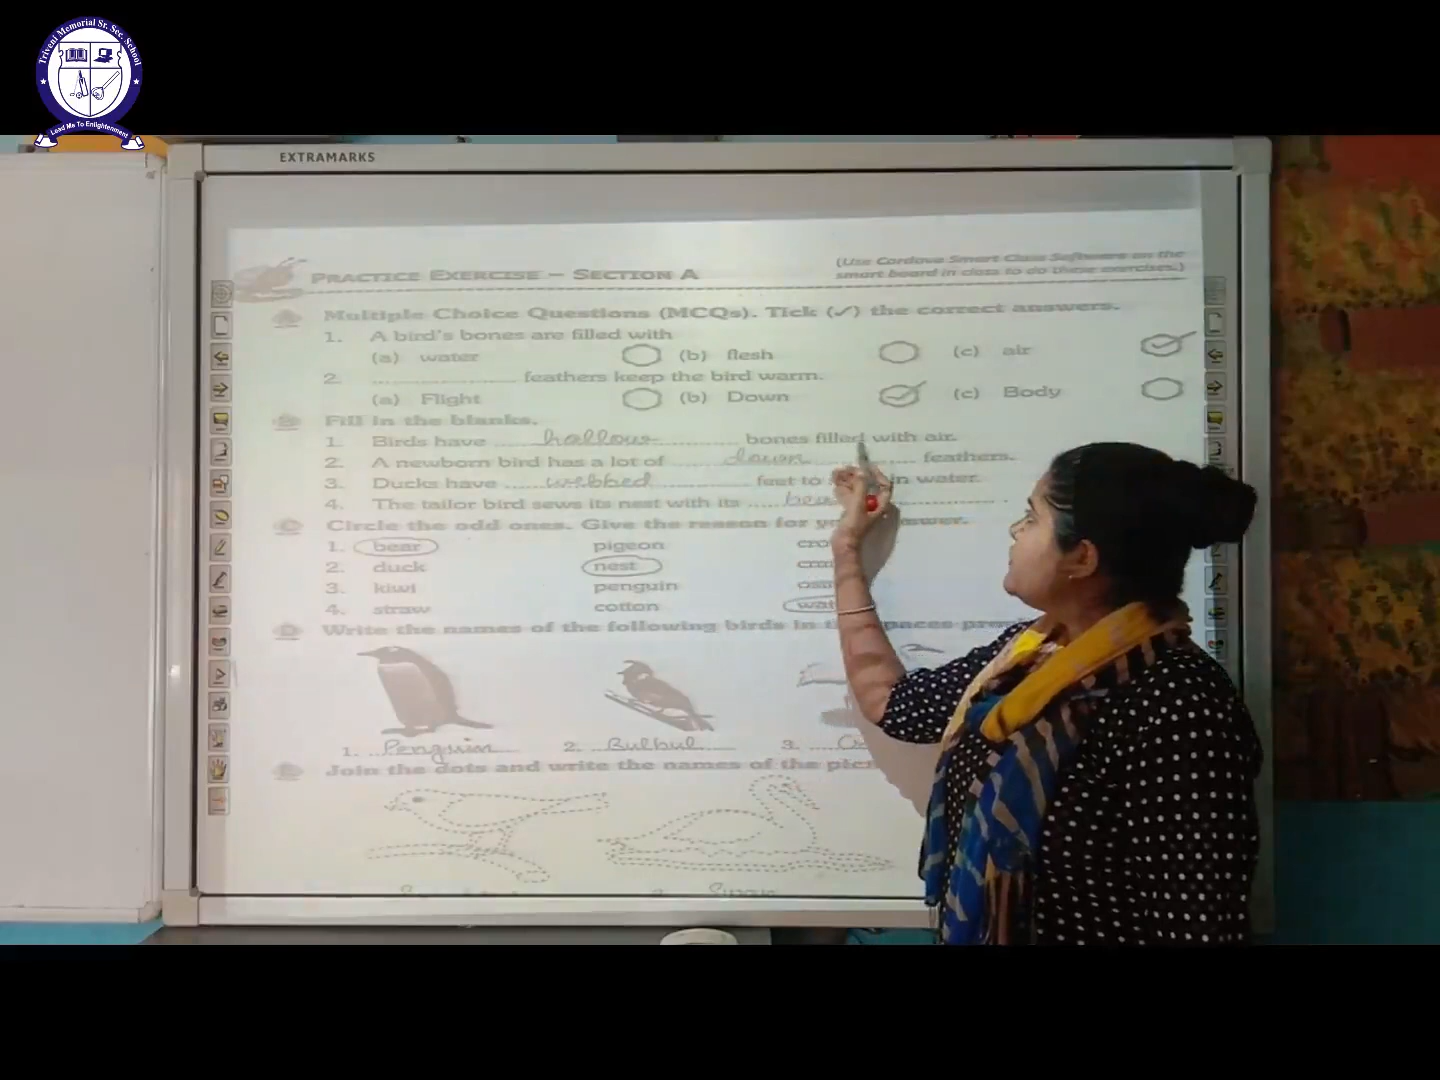 Triveni Memorial Sr. Sec. School
Lead Me To Enlightenment
EXTRAMARKS
PRACTICE EXERCISE – SECTION A
(Use Cordova Smart Class Software on the
smart board in class to do these exercises.)
Multiple Choice Questions (MCQs). Tick (✓) the correct answers.
1. A bird's bones are filled with
(a) water (b) flesh (c) air ✓
2. .................... feathers keep the bird warm.
(a) Flight (b) Down ✓ (c) Body
Fill in the blanks.
1. Birds have hollow bones filled with air.
2. A newborn bird has a lot of down feathers.
3. Ducks have webbed feet to in water.
4. The tailor bird sews its nest with its
Circle the odd ones. Give the reason for answer.
1. bear pigeon
2. duck nest
3. kiwi penguin
4. straw cotton
Write the names of the following birds in
1. Penguin 2. Bulbul 3.
Join the dots and write the names of the
2. Swan